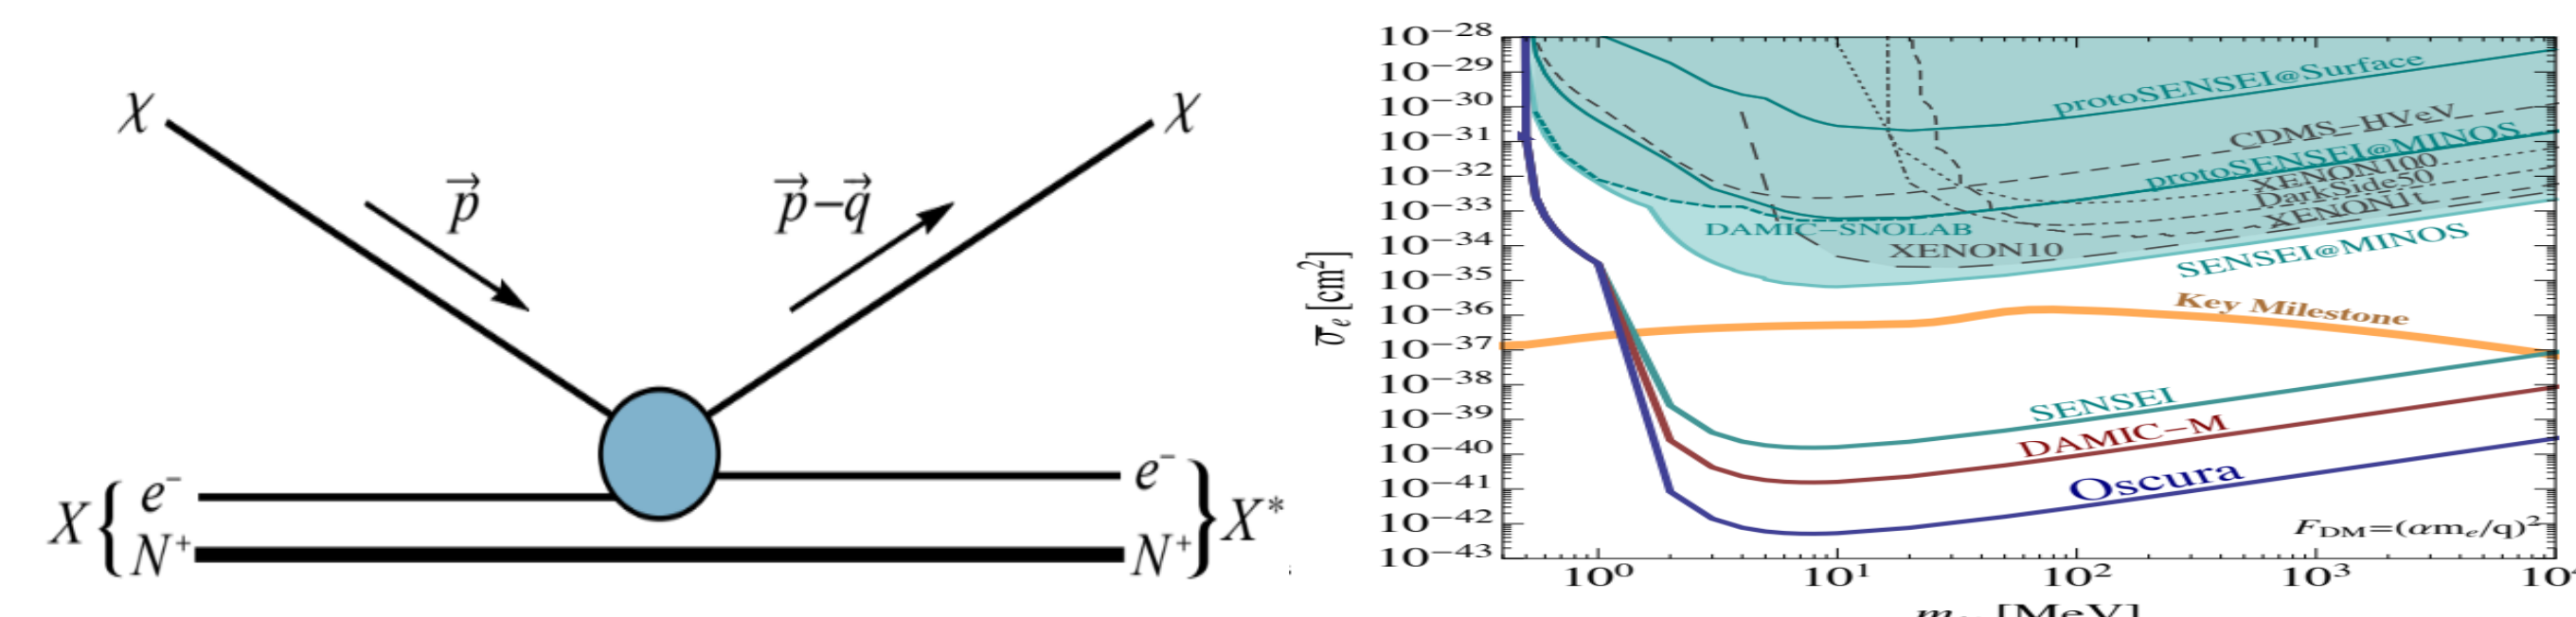 χ
χ
p⃗
p⃗−q⃗
X { e⁻
N⁺
e⁻
N⁺ } X*
σ̄ₑ [cm²]
10⁻²⁸
10⁻²⁹
10⁻³⁰
10⁻³¹
10⁻³²
10⁻³³
10⁻³⁴
10⁻³⁵
10⁻³⁶
10⁻³⁷
10⁻³⁸
10⁻³⁹
10⁻⁴⁰
10⁻⁴¹
10⁻⁴²
10⁻⁴³
protoSENSEI@Surface
CDMS−HVeV
protoSENSEI@MINOS
XENON100
DarkSide50
XENON1t
DAMIC−SNOLAB
XENON10
SENSEI@MINOS
Key Milestone
SENSEI
DAMIC−M
Oscura
F_DM=(αmₑ/q)²
10⁰ 10¹ 10² 10³
[MeV]